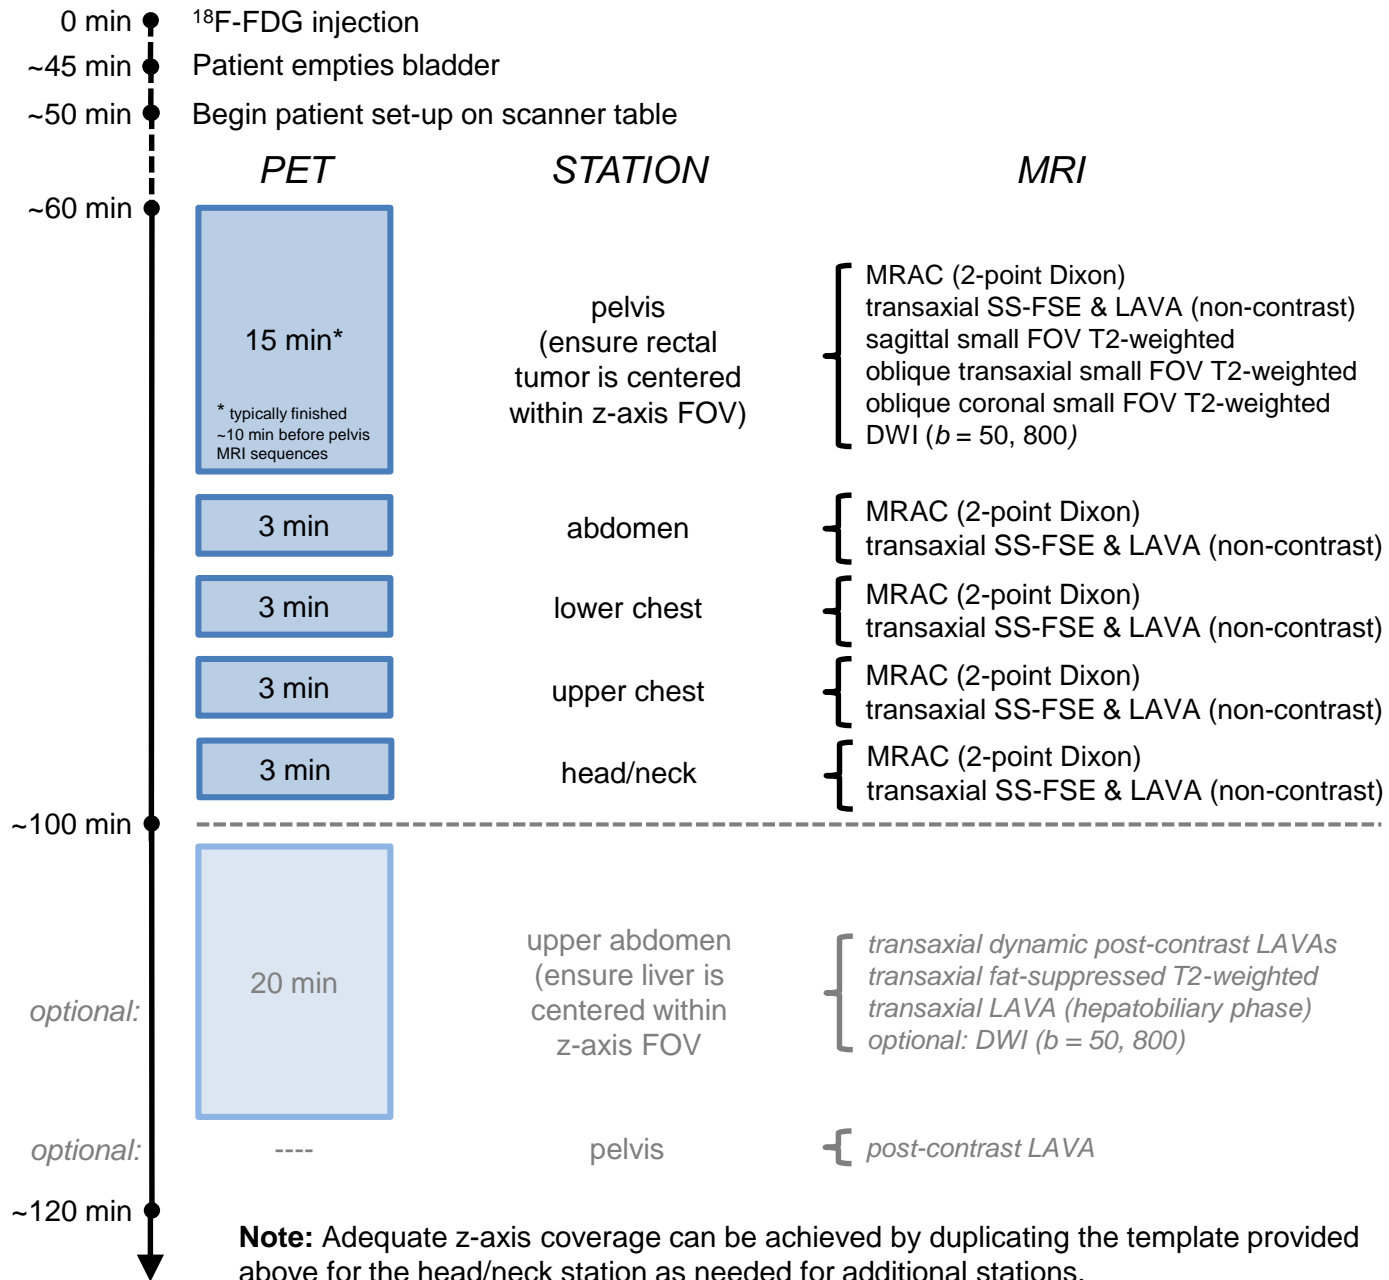 0 min ¹⁸F-FDG injection
~45 min Patient empties bladder
~50 min Begin patient set-up on scanner table
PET STATION MRI
~60 min
15 min*
* typically finished
~10 min before pelvis
MRI sequences
pelvis
(ensure rectal
tumor is centered
within z-axis FOV)
MRAC (2-point Dixon)
transaxial SS-FSE & LAVA (non-contrast)
sagittal small FOV T2-weighted
oblique transaxial small FOV T2-weighted
oblique coronal small FOV T2-weighted
DWI (b = 50, 800)
3 min
abdomen
MRAC (2-point Dixon)
transaxial SS-FSE & LAVA (non-contrast)
3 min
lower chest
MRAC (2-point Dixon)
transaxial SS-FSE & LAVA (non-contrast)
3 min
upper chest
MRAC (2-point Dixon)
transaxial SS-FSE & LAVA (non-contrast)
3 min
head/neck
MRAC (2-point Dixon)
transaxial SS-FSE & LAVA (non-contrast)
~100 min
optional:
20 min
upper abdomen
(ensure liver is
centered within
z-axis FOV
transaxial dynamic post-contrast LAVAs
transaxial fat-suppressed T2-weighted
transaxial LAVA (hepatobiliary phase)
optional: DWI (b = 50, 800)
optional:
----
pelvis
post-contrast LAVA
~120 min
Note: Adequate z-axis coverage can be achieved by duplicating the template provided
above for the head/neck station as needed for additional stations.